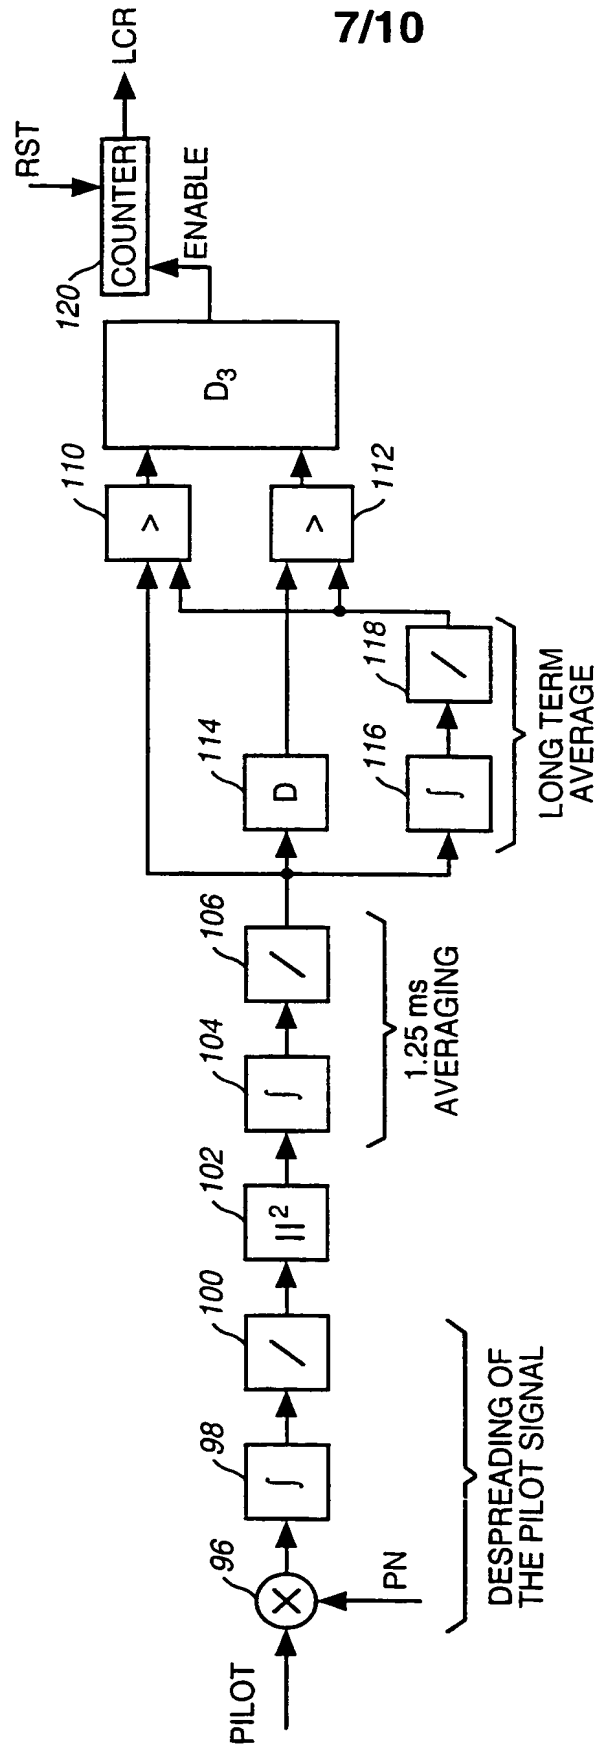 7/10
PILOT
96
PN
98
∫
100
/
102
||²
104
∫
106
/
114
D
116
∫
118
/
110
>
112
>
D₃
120
COUNTER
RST
ENABLE
LCR
DESPREADING OF
THE PILOT SIGNAL
1.25 ms
AVERAGING
LONG TERM
AVERAGE